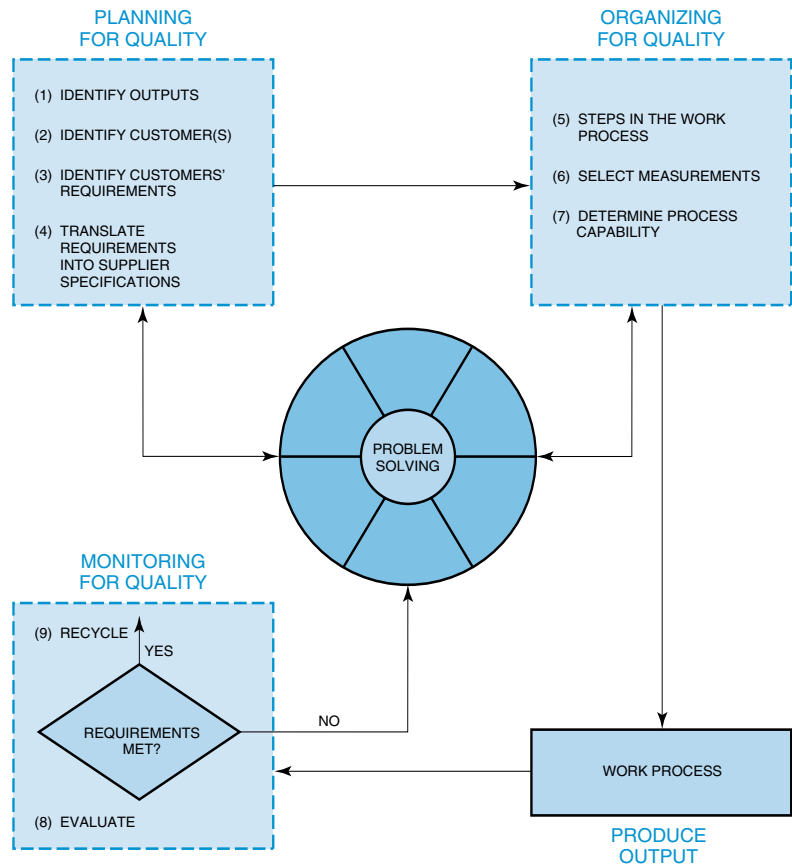 PLANNING
FOR QUALITY
(1) IDENTIFY OUTPUTS
(2) IDENTIFY CUSTOMER(S)
(3) IDENTIFY CUSTOMERS'
REQUIREMENTS
(4) TRANSLATE
REQUIREMENTS
INTO SUPPLIER
SPECIFICATIONS
ORGANIZING
FOR QUALITY
(5) STEPS IN THE WORK
PROCESS
(6) SELECT MEASUREMENTS
(7) DETERMINE PROCESS
CAPABILITY
PROBLEM
SOLVING
MONITORING
FOR QUALITY
(9) RECYCLE
YES
REQUIREMENTS
MET?
NO
(8) EVALUATE
WORK PROCESS
PRODUCE
OUTPUT